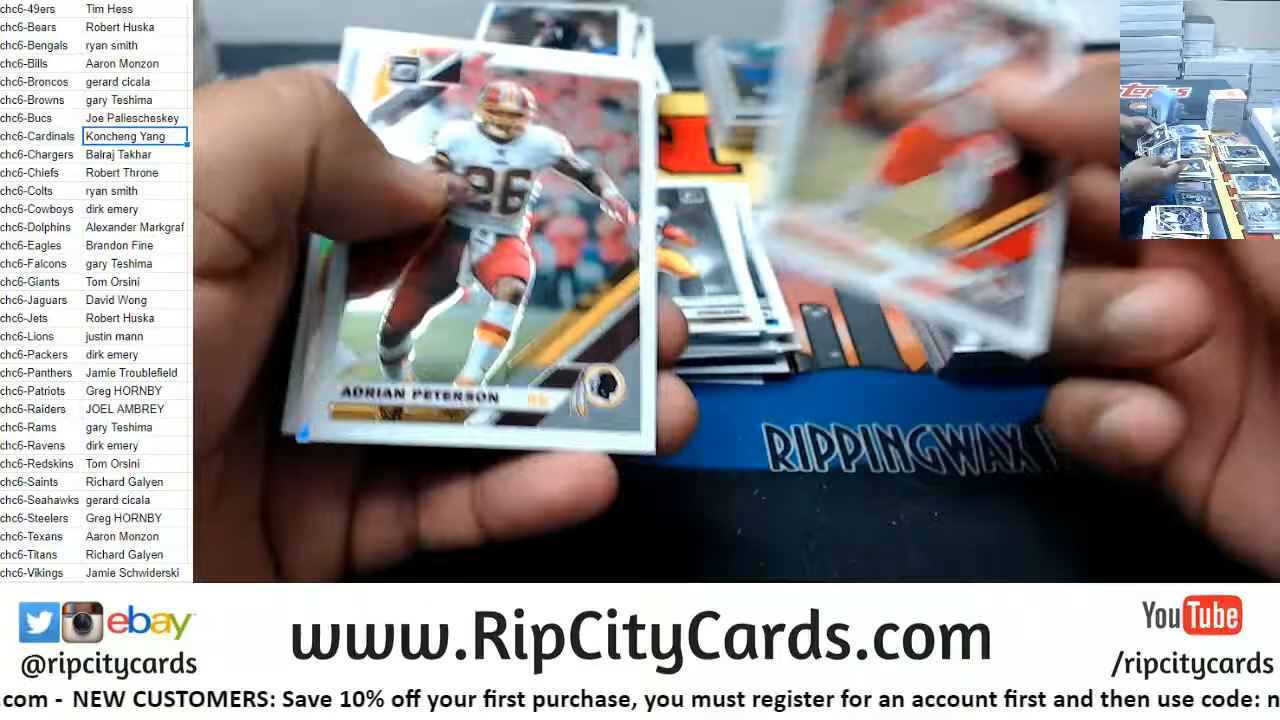 chc6-49ers Tim Hess
chc6-Bears Robert Huska
chc6-Bengals ryan smith
chc6-Bills Aaron Monzon
chc6-Broncos gerard cicala
chc6-Browns gary Teshima
chc6-Bucs Joe Paliescheskey
chc6-Cardinals Koncheng Yang
chc6-Chargers Balraj Takhar
chc6-Chiefs Robert Throne
chc6-Colts ryan smith
chc6-Cowboys dirk emery
chc6-Dolphins Alexander Markgraf
chc6-Eagles Brandon Fine
chc6-Falcons gary Teshima
chc6-Giants Tom Orsini
chc6-Jaguars David Wong
chc6-Jets Robert Huska
chc6-Lions justin mann
chc6-Packers dirk emery
chc6-Panthers Jamie Troublefield
chc6-Patriots Greg HORNBY
chc6-Raiders JOEL AMBREY
chc6-Rams gary Teshima
chc6-Ravens dirk emery
chc6-Redskins Tom Orsini
chc6-Saints Richard Galyen
chc6-Seahawks gerard cicala
chc6-Steelers Greg HORNBY
chc6-Texans Aaron Monzon
chc6-Titans Richard Galyen
chc6-Vikings Jamie Schwiderski
26
ADRIAN PETERSON RB
RIPPINGWAX
Topps
ebay
@ripcitycards
www.RipCityCards.com
YouTube
/ripcitycards
.com - NEW CUSTOMERS: Save 10% off your first purchase, you must register for an account first and then use code: n